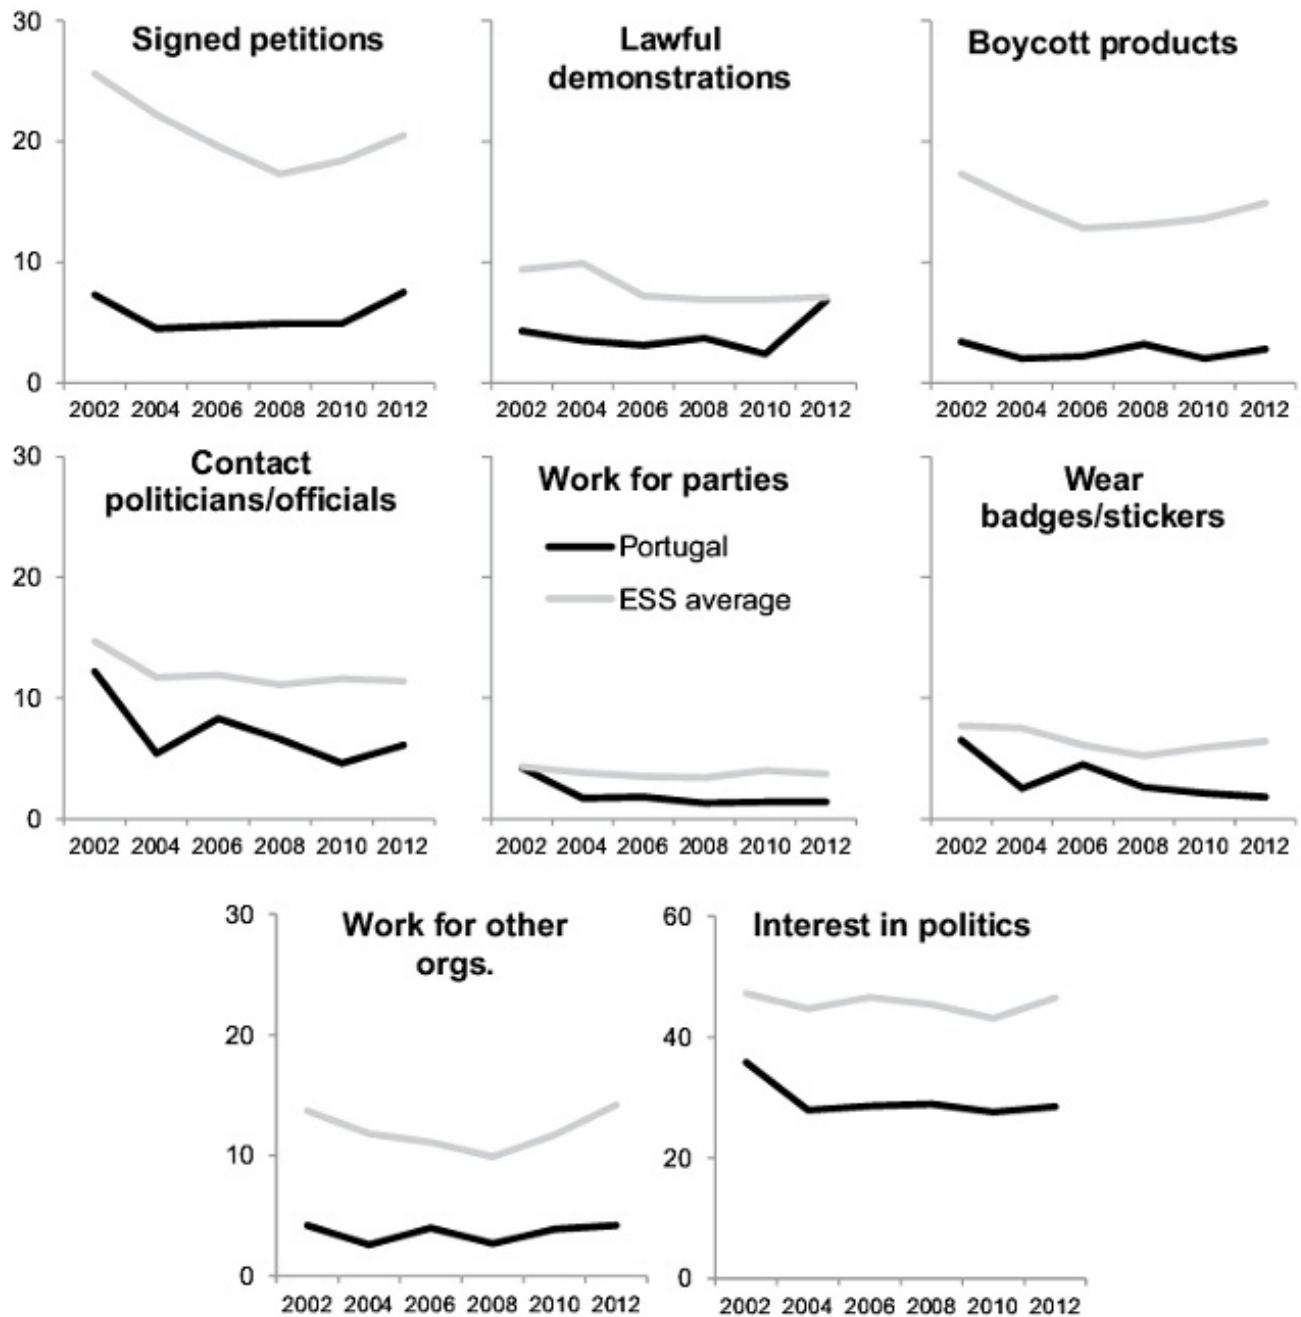 Signed petitions
30
20
10
0
2002 2004 2006 2008 2010 2012
Lawful
demonstrations
2002 2004 2006 2008 2010 2012
Boycott products
2002 2004 2006 2008 2010 2012
Contact
politicians/officials
30
20
10
0
2002 2004 2006 2008 2010 2012
Work for parties
Portugal
ESS average
2002 2004 2006 2008 2010 2012
Wear
badges/stickers
2002 2004 2006 2008 2010 2012
Work for other
orgs.
30
20
10
0
2002 2004 2006 2008 2010 2012
Interest in politics
60
40
20
0
2002 2004 2006 2008 2010 2012